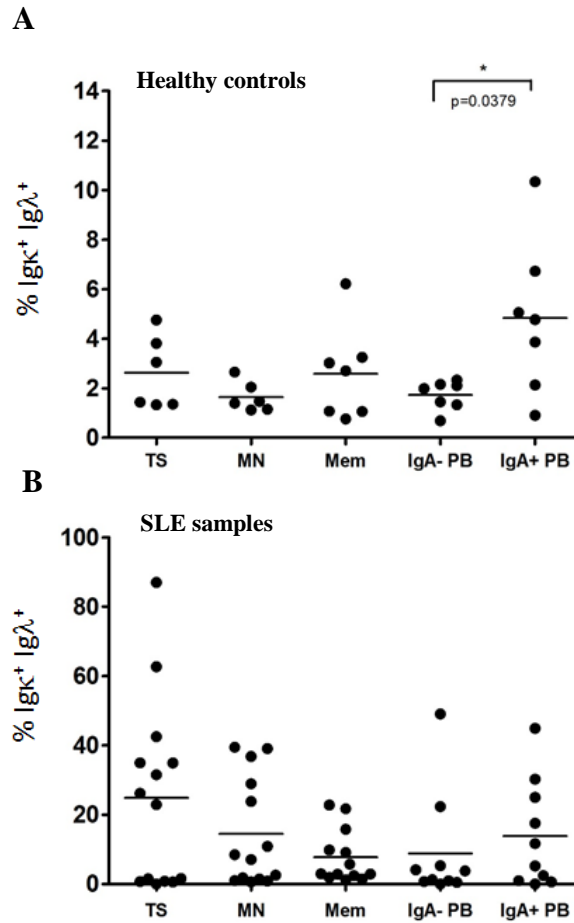 A
Healthy controls
*
p=0.0379
14
12
10
8
6
4
2
0
% Igκ⁺ Igλ⁺
TS MN Mem IgA- PB IgA+ PB
B
SLE samples
100
80
60
40
20
0
% Igκ⁺ Igλ⁺
TS MN Mem IgA- PB IgA+ PB